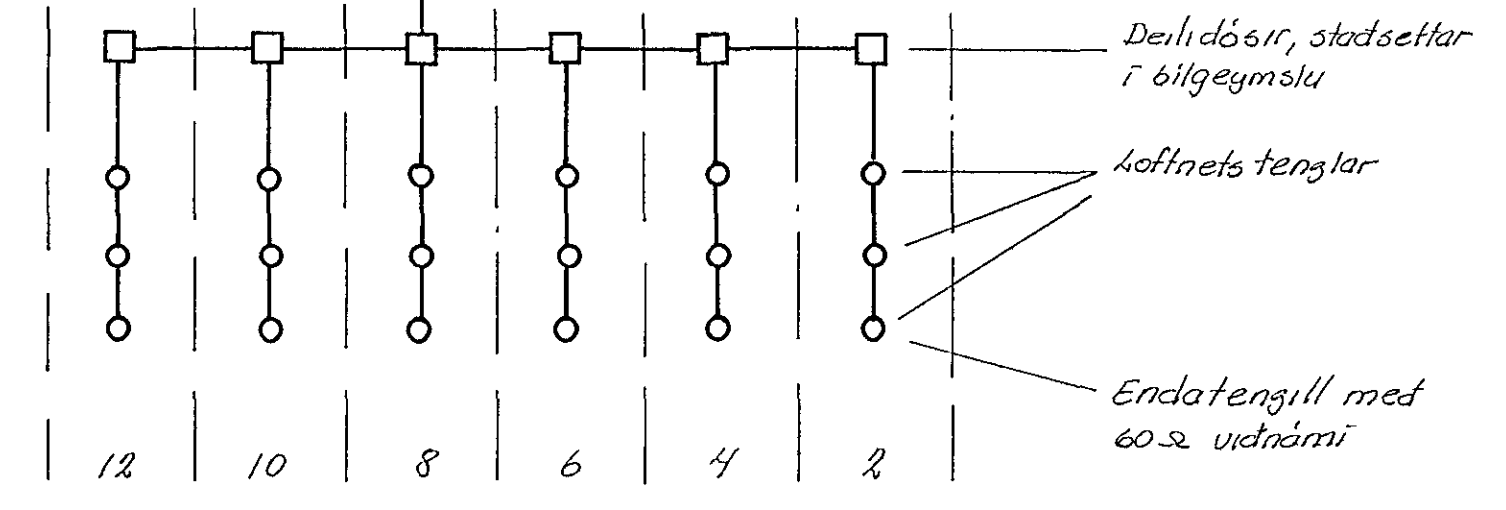 Deilidósir, staðsettar
í bílgeymslu
Loftnets tenglar
Endatengill með
60Ω viðnámi
12 10 8 6 4 2